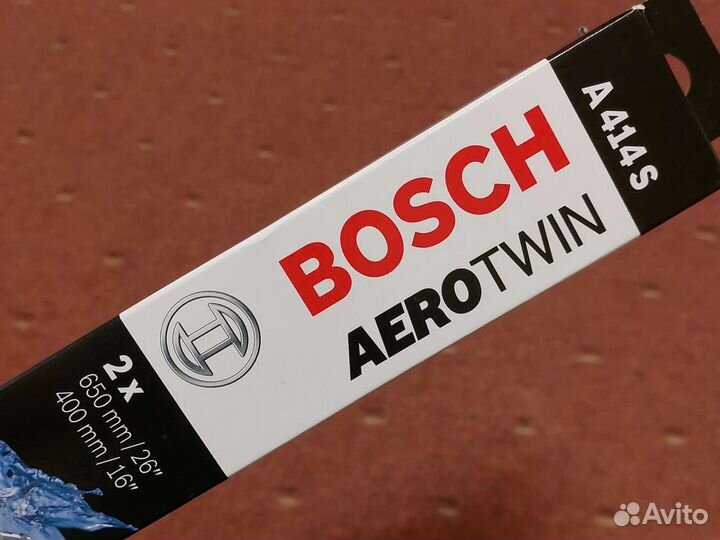 BOSCH
AEROTWIN
A 414 S
2 x
650 mm / 26"
400 mm / 16"
Avito